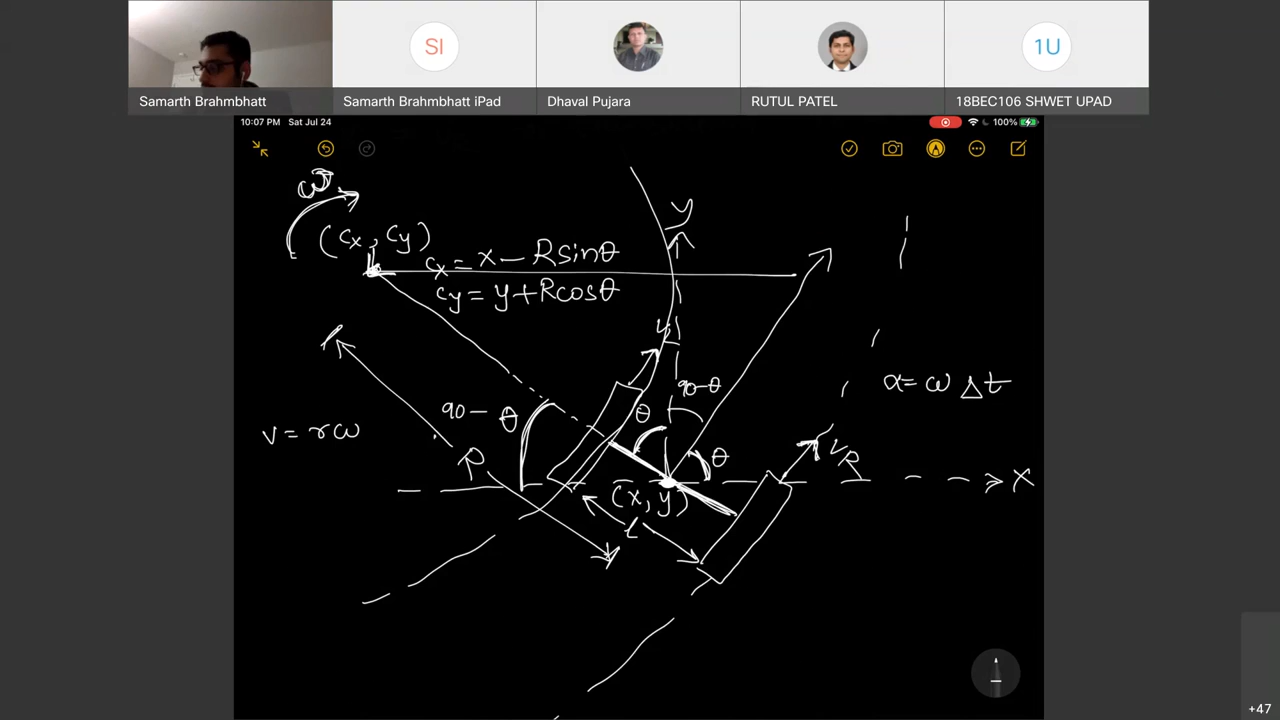 SI
1U
Samarth Brahmbhatt
Samarth Brahmbhatt iPad
Dhaval Pujara
RUTUL PATEL
18BEC106 SHWET UPAD
10:07 PM Sat Jul 24
100%
ω
y
(Cx, Cy)
Cx = x - Rsinθ
Cy = y + Rcosθ
90-θ
α = ω Δt
90-θ
θ
v = rω
θ
R
VR
X
(x, y)
l
+47